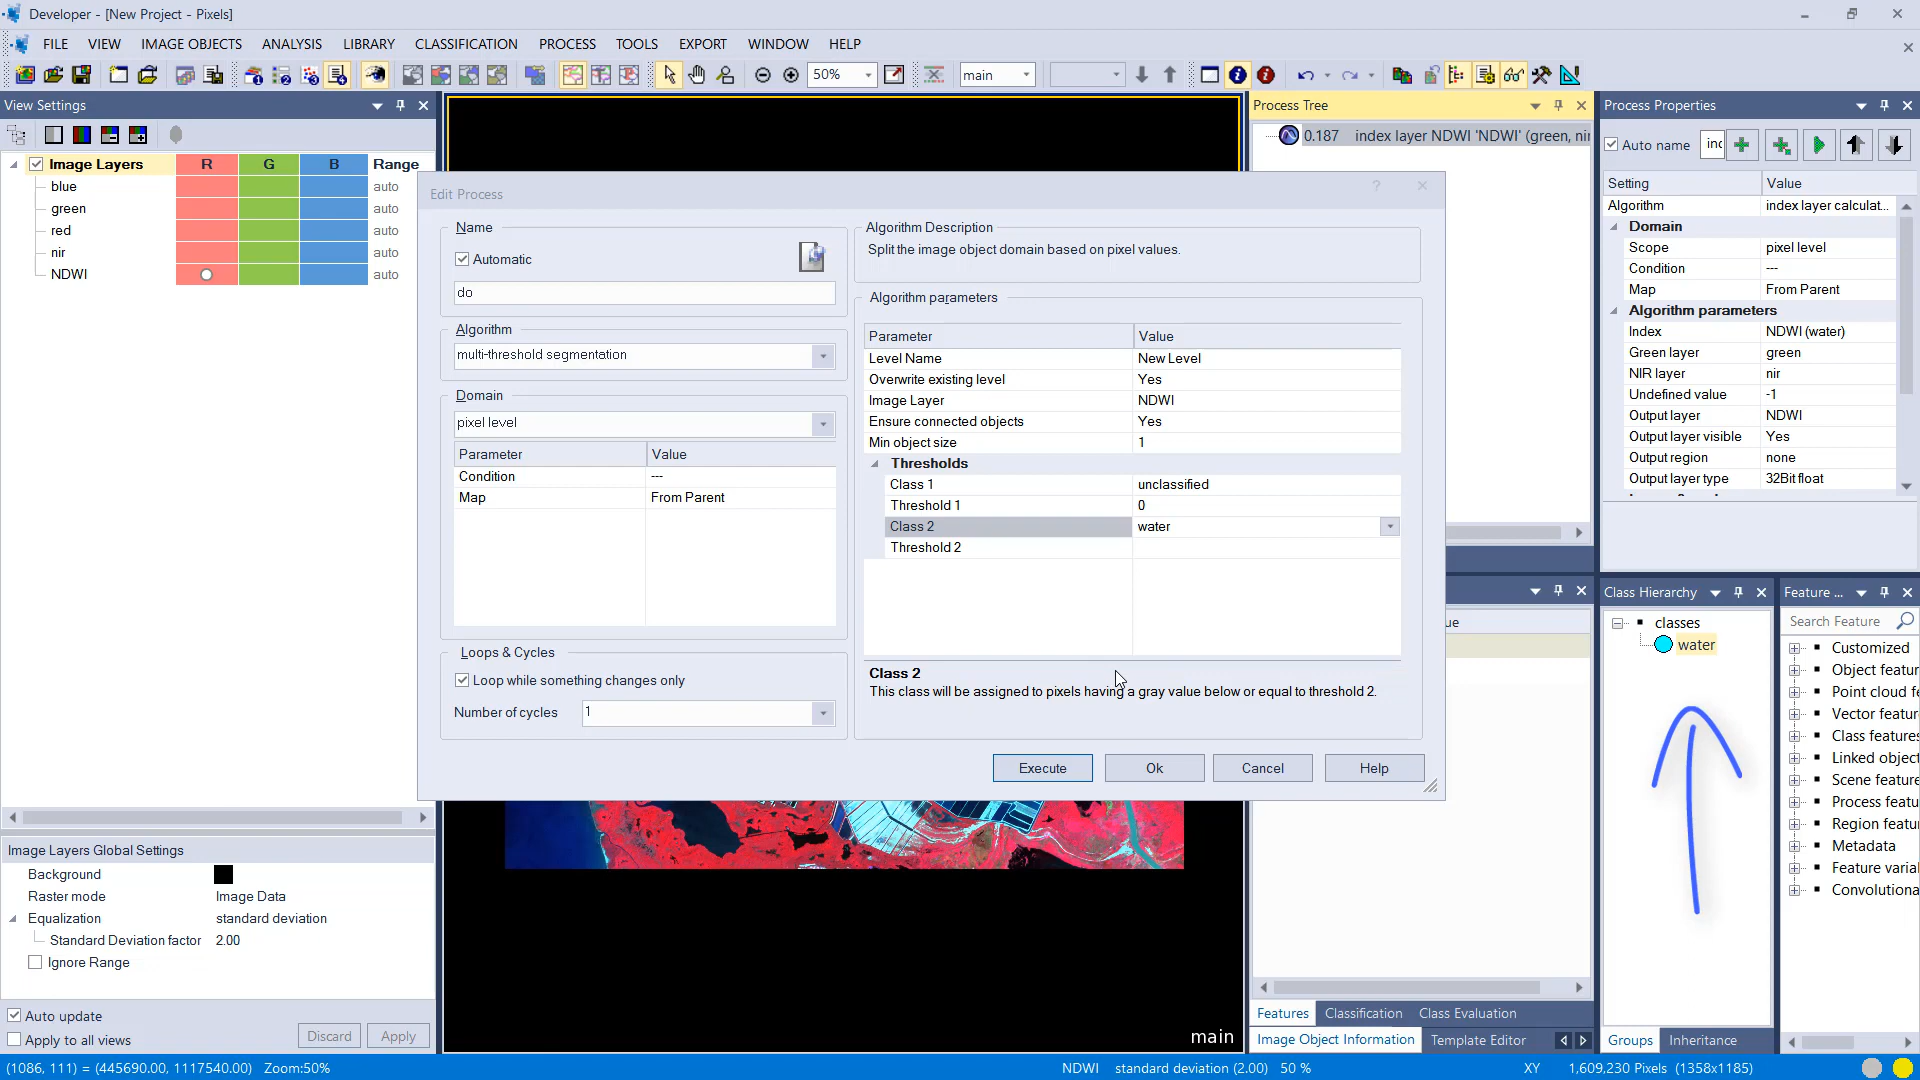 Developer - [New Project - Pixels]
FILE VIEW IMAGE OBJECTS ANALYSIS LIBRARY CLASSIFICATION PROCESS TOOLS EXPORT WINDOW HELP
50% main
View Settings
Image Layers R G B Range
blue auto
green auto
red auto
nir auto
NDWI auto
Image Layers Global Settings
Background
Raster mode Image Data
Equalization standard deviation
Standard Deviation factor 2.00
Ignore Range
Auto update
Apply to all views
Discard Apply
Edit Process
Name
Automatic
do
Algorithm
multi-threshold segmentation
Domain
pixel level
Parameter Value
Condition ---
Map From Parent
Loops & Cycles
Loop while something changes only
Number of cycles 1
Algorithm Description
Split the image object domain based on pixel values.
Algorithm parameters
Parameter Value
Level Name New Level
Overwrite existing level Yes
Image Layer NDWI
Ensure connected objects Yes
Min object size 1
Thresholds
Class 1 unclassified
Threshold 1 0
Class 2 water
Threshold 2
Class 2
This class will be assigned to pixels having a gray value below or equal to threshold 2.
Execute Ok Cancel Help
main
Process Tree
0.187 index layer NDWI 'NDWI' (green, nir
Features Classification Class Evaluation
Image Object Information Template Editor
Process Properties
Auto name
Setting Value
Algorithm index layer calculat...
Domain
Scope pixel level
Condition ---
Map From Parent
Algorithm parameters
Index NDWI (water)
Green layer green
NIR layer nir
Undefined value -1
Output layer NDWI
Output layer visible Yes
Output region none
Output layer type 32Bit float
Class Hierarchy
classes
water
Groups Inheritance
Feature ...
Search Feature
Customized
Object featur
Point cloud f
Vector featur
Class features
Linked object
Scene feature
Process featu
Region featu
Metadata
Feature varial
Convolutiona
(1086, 111) = (445690.00, 1117540.00) Zoom:50% NDWI standard deviation (2.00) 50 % XY 1,609,230 Pixels (1358x1185)